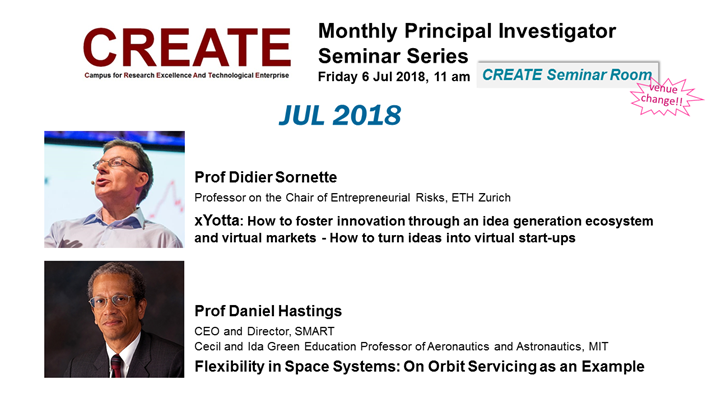 CREATE
Campus for Research Excellence And Technological Enterprise
Monthly Principal Investigator
Seminar Series
Friday 6 Jul 2018, 11 am
CREATE Seminar Room
venue
change!!
JUL 2018
Prof Didier Sornette
Professor on the Chair of Entrepreneurial Risks, ETH Zurich
xYotta: How to foster innovation through an idea generation ecosystem
and virtual markets - How to turn ideas into virtual start-ups
Prof Daniel Hastings
CEO and Director, SMART
Cecil and Ida Green Education Professor of Aeronautics and Astronautics, MIT
Flexibility in Space Systems: On Orbit Servicing as an Example